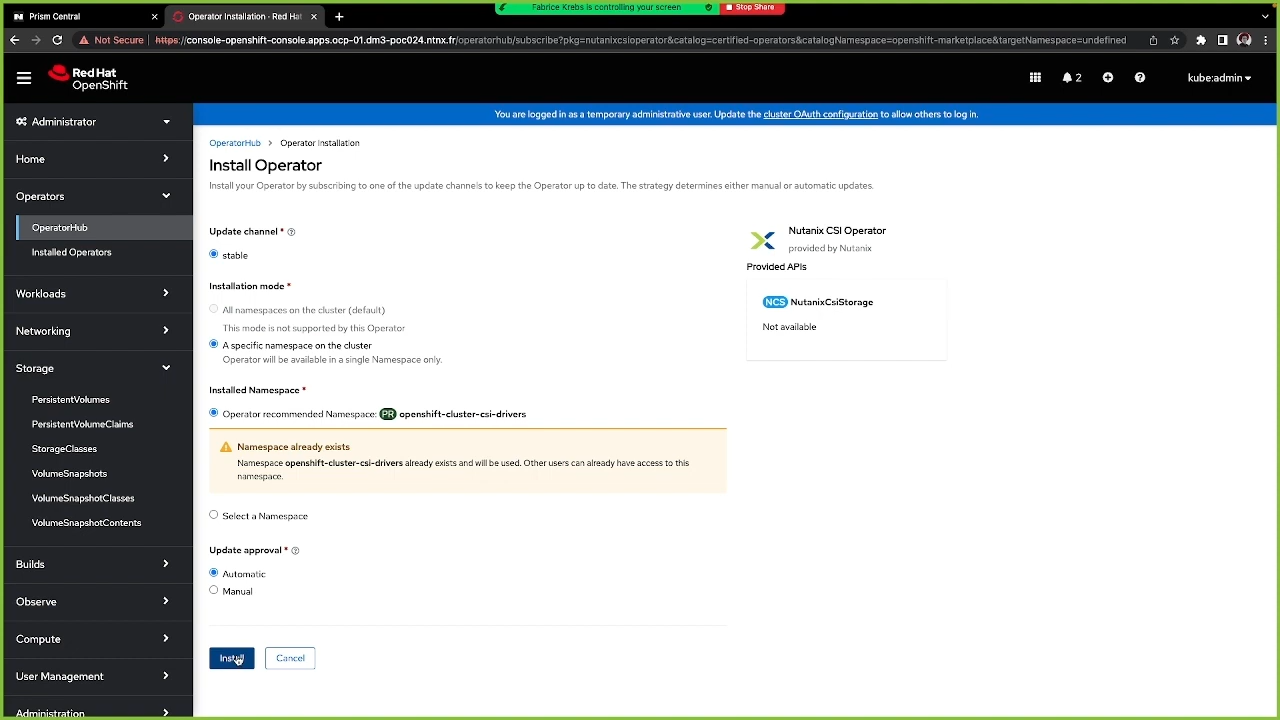 Prism Central
Operator Installation · Red Hat
Fabrice Krebs is controlling your screen
Stop Share
Not Secure
https://console-openshift-console.apps.ocp-01.dm3-poc024.ntnx.fr/operatorhub/subscribe?pkg=nutanixcsioperator&catalog=certified-operators&catalogNamespace=openshift-marketplace&targetNamespace=undefined
Red Hat
OpenShift
2
kube:admin
You are logged in as a temporary administrative user. Update the cluster OAuth configuration to allow others to log in.
Administrator
Home
Operators
OperatorHub
Installed Operators
Workloads
Networking
Storage
PersistentVolumes
PersistentVolumeClaims
StorageClasses
VolumeSnapshots
VolumeSnapshotClasses
VolumeSnapshotContents
Builds
Observe
Compute
User Management
Administration
OperatorHub > Operator Installation
Install Operator
Install your Operator by subscribing to one of the update channels to keep the Operator up to date. The strategy determines either manual or automatic updates.
Update channel *
stable
Installation mode *
All namespaces on the cluster (default)
This mode is not supported by this Operator
A specific namespace on the cluster
Operator will be available in a single Namespace only.
Installed Namespace *
Operator recommended Namespace: PR openshift-cluster-csi-drivers
Namespace already exists
Namespace openshift-cluster-csi-drivers already exists and will be used. Other users can already have access to this
namespace.
Select a Namespace
Update approval *
Automatic
Manual
Install
Cancel
Nutanix CSI Operator
provided by Nutanix
Provided APIs
NCS NutanixCsiStorage
Not available